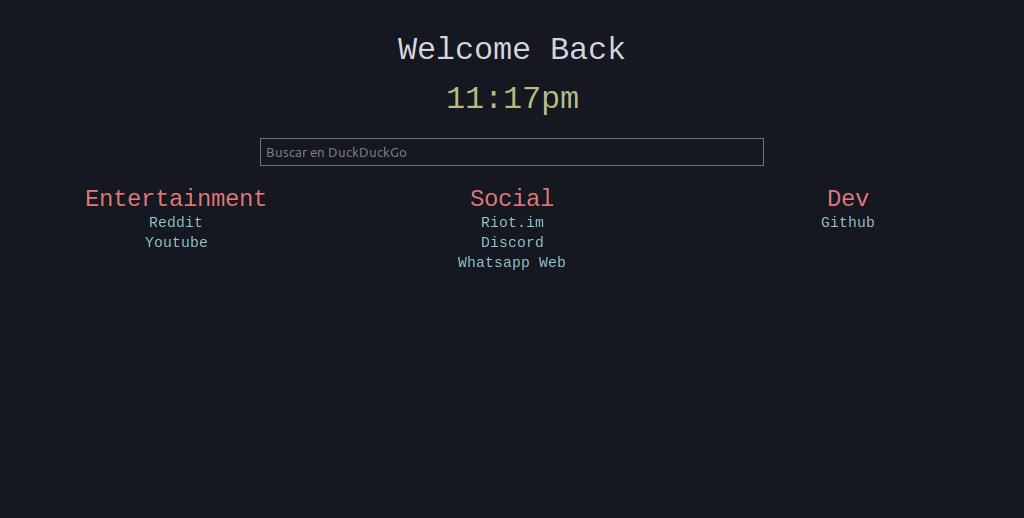 Welcome Back
11:17pm
Buscar en DuckDuckGo
Entertainment
Reddit
Youtube
Social
Riot.im
Discord
Whatsapp Web
Dev
Github